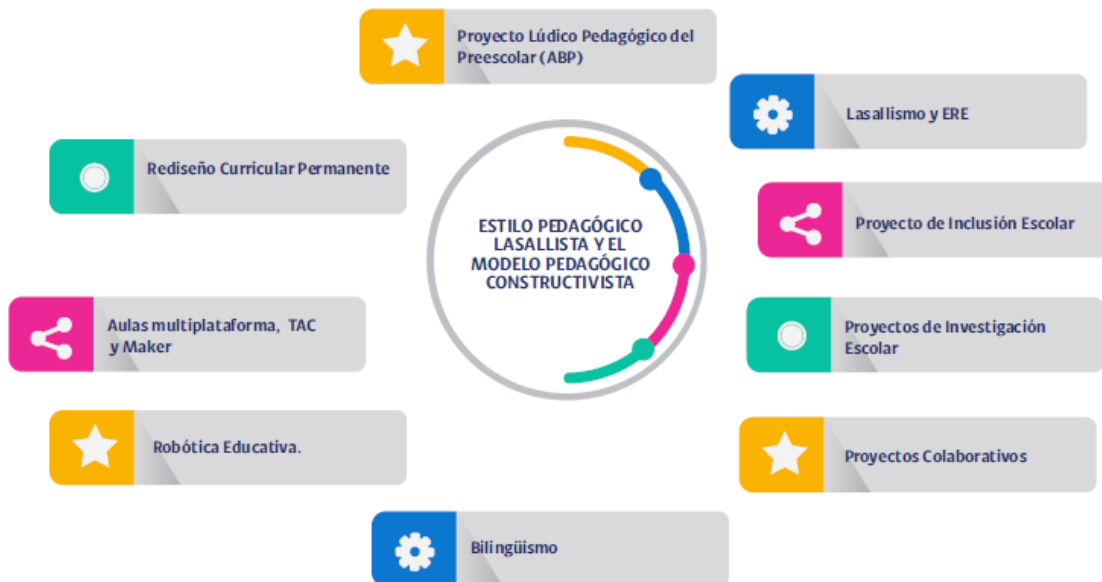 Proyecto Lúdico Pedagógico del
Preescolar (ABP)
Lasallismo y ERE
Rediseño Curricular Permanente
Proyecto de Inclusión Escolar
ESTILO PEDAGÓGICO
LASALLISTA Y EL
MODELO PEDAGÓGICO
CONSTRUCTIVISTA
Aulas multiplataforma, TAC
y Maker
Proyectos de Investigación
Escolar
Robótica Educativa.
Proyectos Colaborativos
Bilingüismo